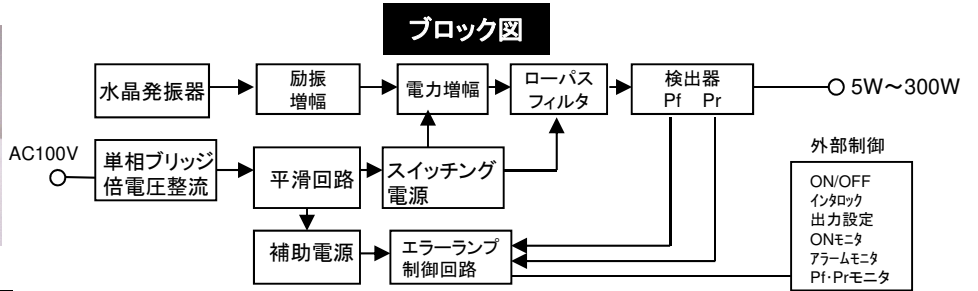 ブロック図
水晶発振器
励振
増幅
電力増幅
ローパス
フィルタ
検出器
Pf Pr
5W～300W
AC100V
単相ブリッジ
倍電圧整流
平滑回路
スイッチング
電源
補助電源
エラーランプ
制御回路
外部制御
ON/OFF
ｲﾝﾀﾛｯｸ
出力設定
ONﾓﾆﾀ
ｱﾗｰﾑﾓﾆﾀ
Pf･Prﾓﾆﾀ